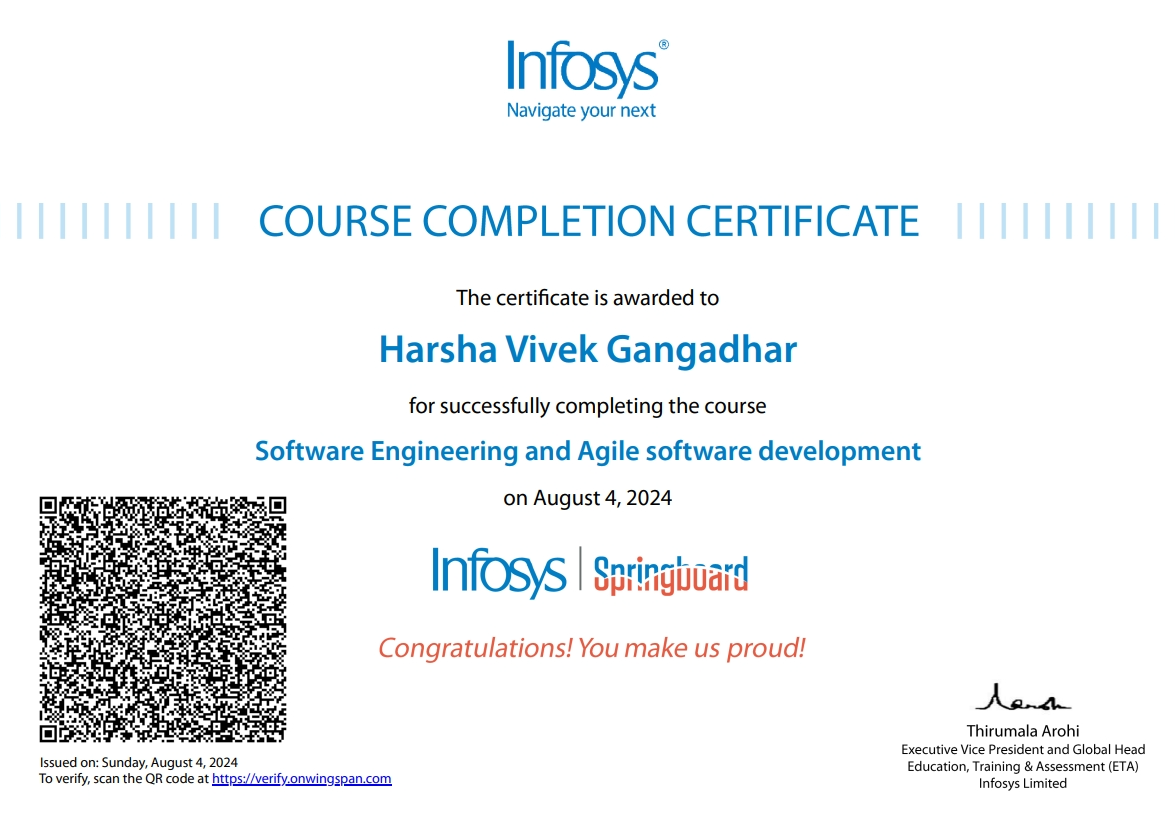 Infosys®
Navigate your next
COURSE COMPLETION CERTIFICATE
The certificate is awarded to
Harsha Vivek Gangadhar
for successfully completing the course
Software Engineering and Agile software development
on August 4, 2024
Infosys | Springboard
Congratulations! You make us proud!
Issued on: Sunday, August 4, 2024
To verify, scan the QR code at https://verify.onwingspan.com
Thirumala Arohi
Executive Vice President and Global Head
Education, Training & Assessment (ETA)
Infosys Limited